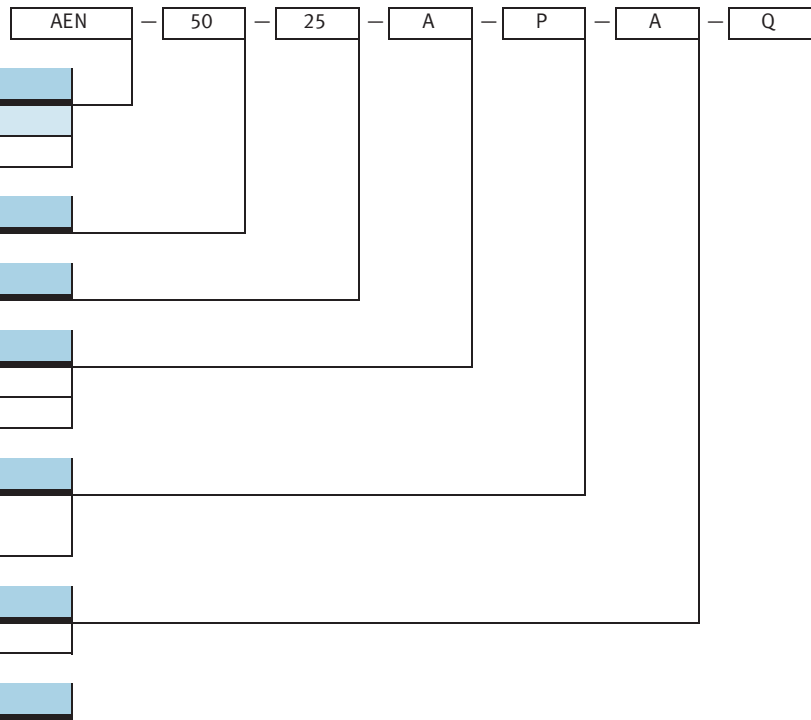 AEN — 50 — 25 — A — P — A — Q